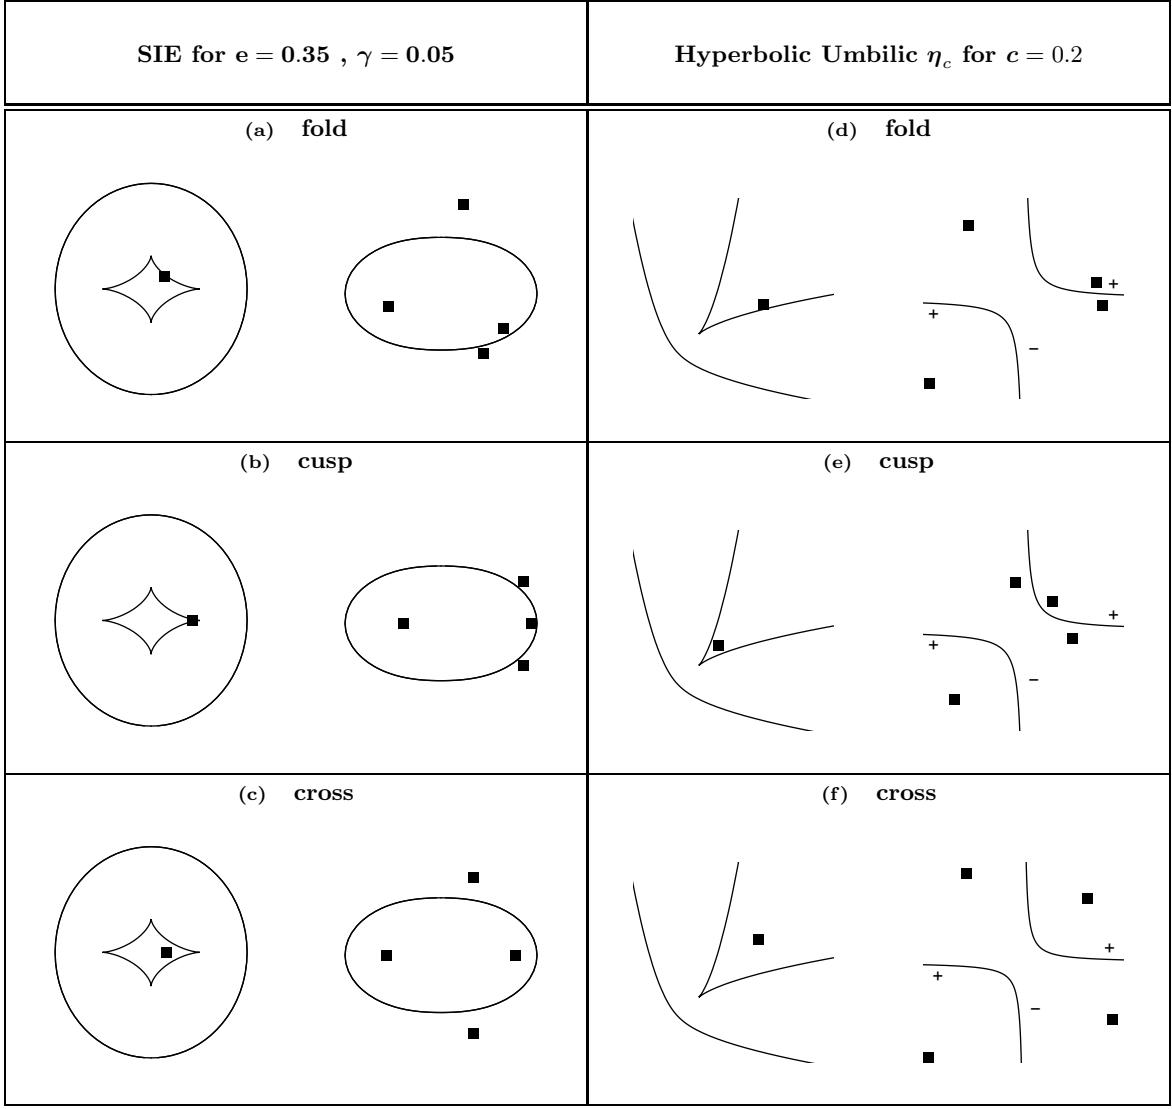 SIE for e = 0.35 , γ = 0.05
Hyperbolic Umbilic η_c for c = 0.2
(a) fold
(d) fold
+
+
−
(b) cusp
(e) cusp
+
+
−
(c) cross
(f) cross
+
+
−